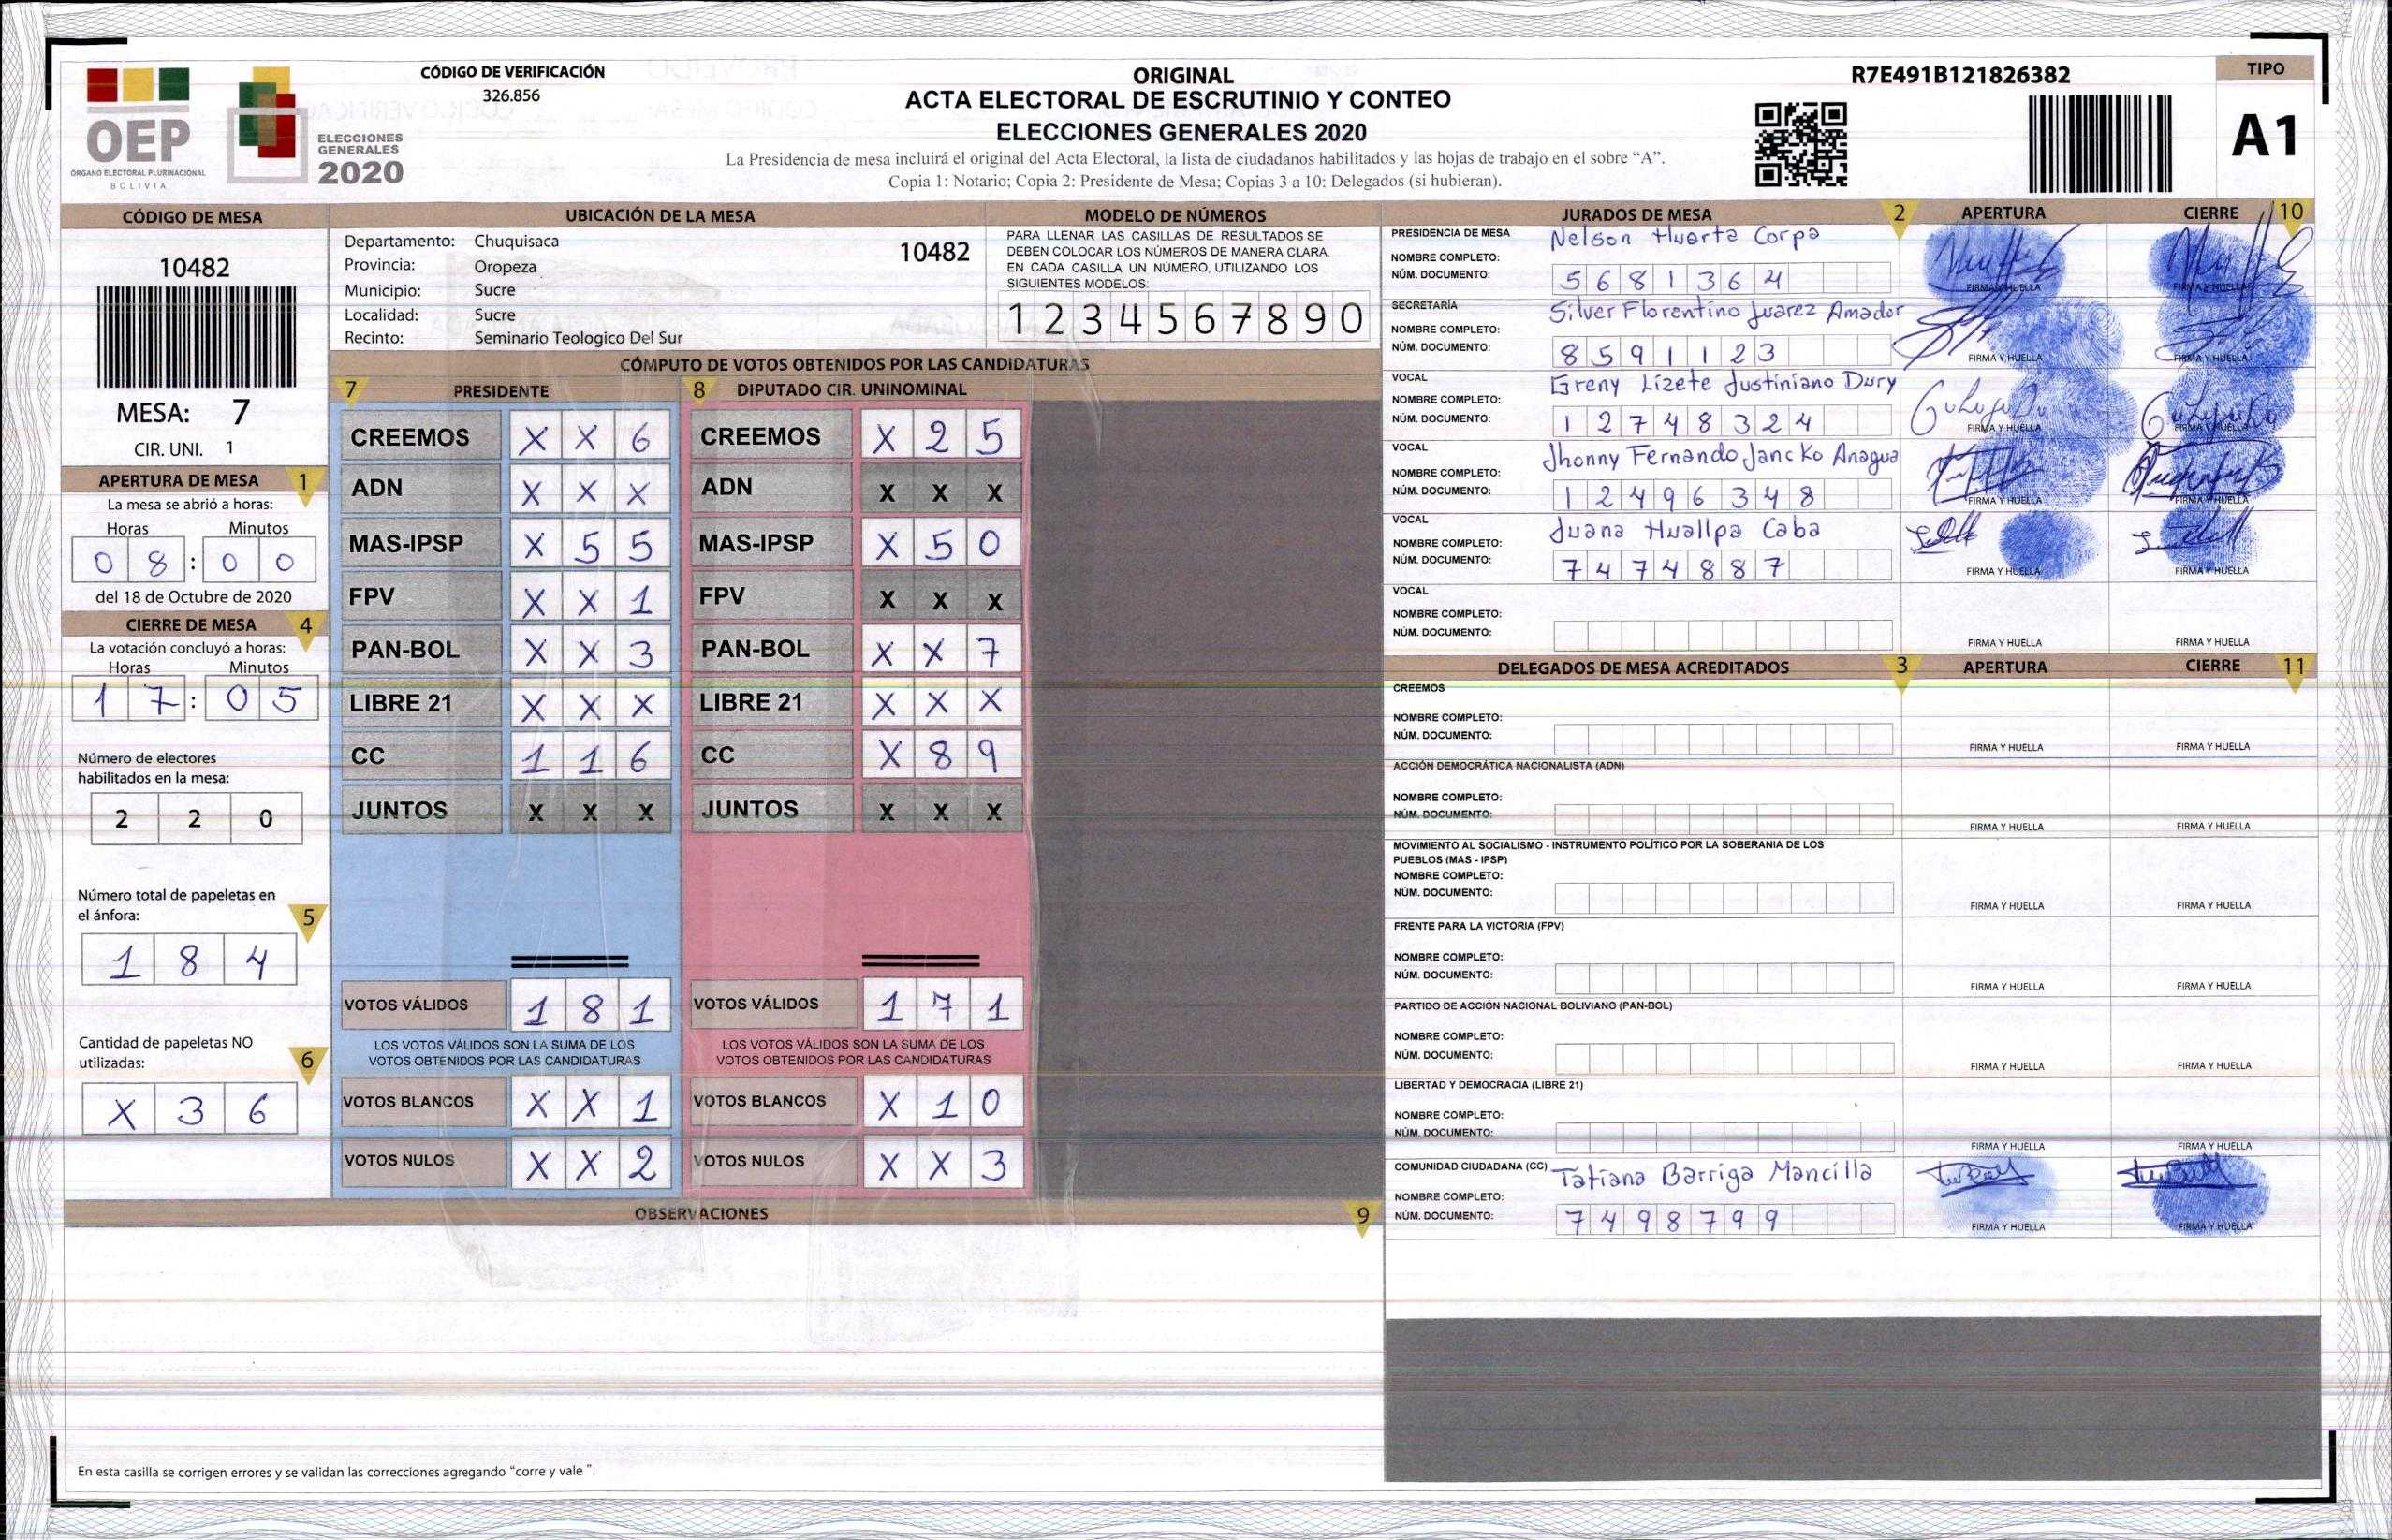 OEP
ÓRGANO ELECTORAL PLURINACIONAL
BOLIVIA
ELECCIONES
GENERALES
2020
CÓDIGO DE VERIFICACIÓN
326.856
ORIGINAL
ACTA ELECTORAL DE ESCRUTINIO Y CONTEO
ELECCIONES GENERALES 2020
La Presidencia de mesa incluirá el original del Acta Electoral, la lista de ciudadanos habilitados y las hojas de trabajo en el sobre “A”.
Copia 1: Notario; Copia 2: Presidente de Mesa; Copias 3 a 10: Delegados (si hubieran).
R7E491B121826382
TIPO
A1
CÓDIGO DE MESA
10482
MESA: 7
CIR. UNI. 1
APERTURA DE MESA 1
La mesa se abrió a horas:
Horas Minutos
0 8 : 0 0
del 18 de Octubre de 2020
CIERRE DE MESA 4
La votación concluyó a horas:
Horas Minutos
1 7 : 0 5
Número de electores
habilitados en la mesa:
2 2 0
Número total de papeletas en
el ánfora: 5
1 8 4
Cantidad de papeletas NO
utilizadas: 6
X 3 6
UBICACIÓN DE LA MESA
Departamento: Chuquisaca 10482
Provincia: Oropeza
Municipio: Sucre
Localidad: Sucre
Recinto: Seminario Teologico Del Sur
MODELO DE NÚMEROS
PARA LLENAR LAS CASILLAS DE RESULTADOS SE
DEBEN COLOCAR LOS NÚMEROS DE MANERA CLARA.
EN CADA CASILLA UN NÚMERO, UTILIZANDO LOS
SIGUIENTES MODELOS:
1 2 3 4 5 6 7 8 9 0
CÓMPUTO DE VOTOS OBTENIDOS POR LAS CANDIDATURAS
7 PRESIDENTE 8 DIPUTADO CIR. UNINOMINAL
CREEMOS X X 6 CREEMOS X 2 5
ADN X X X ADN X X X
MAS-IPSP X 5 5 MAS-IPSP X 5 0
FPV X X 1 FPV X X X
PAN-BOL X X 3 PAN-BOL X X 7
LIBRE 21 X X X LIBRE 21 X X X
CC 1 1 6 CC X 8 9
JUNTOS X X X JUNTOS X X X
VOTOS VÁLIDOS 1 8 1 VOTOS VÁLIDOS 1 7 1
LOS VOTOS VÁLIDOS SON LA SUMA DE LOS LOS VOTOS VÁLIDOS SON LA SUMA DE LOS
VOTOS OBTENIDOS POR LAS CANDIDATURAS VOTOS OBTENIDOS POR LAS CANDIDATURAS
VOTOS BLANCOS X X 1 VOTOS BLANCOS X 1 0
VOTOS NULOS X X 2 VOTOS NULOS X X 3
OBSERVACIONES 9
En esta casilla se corrigen errores y se validan las correcciones agregando “corre y vale ”.
JURADOS DE MESA 2 APERTURA CIERRE 10
PRESIDENCIA DE MESA Nelson Huarta Corpa
NOMBRE COMPLETO:
NÚM. DOCUMENTO: 5 6 8 1 3 6 4 FIRMA Y HUELLA FIRMA Y HUELLA
SECRETARÍA Silver Florentino Juarez Amador
NOMBRE COMPLETO:
NÚM. DOCUMENTO: 8 5 9 1 1 2 3 FIRMA Y HUELLA FIRMA Y HUELLA
VOCAL Greny Lizete Justiniano Dury
NOMBRE COMPLETO:
NÚM. DOCUMENTO: 1 2 7 4 8 3 2 4 FIRMA Y HUELLA FIRMA Y HUELLA
VOCAL Jhonny Fernando Jancko Anagua
NOMBRE COMPLETO:
NÚM. DOCUMENTO: 1 2 4 9 6 3 4 8 FIRMA Y HUELLA FIRMA Y HUELLA
VOCAL Juana Huallpa Caba
NOMBRE COMPLETO:
NÚM. DOCUMENTO: 7 4 7 4 8 8 7 FIRMA Y HUELLA FIRMA Y HUELLA
VOCAL
NOMBRE COMPLETO:
NÚM. DOCUMENTO: FIRMA Y HUELLA FIRMA Y HUELLA
DELEGADOS DE MESA ACREDITADOS 3 APERTURA CIERRE 11
CREEMOS
NOMBRE COMPLETO:
NÚM. DOCUMENTO: FIRMA Y HUELLA FIRMA Y HUELLA
ACCIÓN DEMOCRÁTICA NACIONALISTA (ADN)
NOMBRE COMPLETO:
NÚM. DOCUMENTO: FIRMA Y HUELLA FIRMA Y HUELLA
MOVIMIENTO AL SOCIALISMO - INSTRUMENTO POLÍTICO POR LA SOBERANIA DE LOS
PUEBLOS (MAS - IPSP)
NOMBRE COMPLETO:
NÚM. DOCUMENTO: FIRMA Y HUELLA FIRMA Y HUELLA
FRENTE PARA LA VICTORIA (FPV)
NOMBRE COMPLETO:
NÚM. DOCUMENTO: FIRMA Y HUELLA FIRMA Y HUELLA
PARTIDO DE ACCIÓN NACIONAL BOLIVIANO (PAN-BOL)
NOMBRE COMPLETO:
NÚM. DOCUMENTO: FIRMA Y HUELLA FIRMA Y HUELLA
LIBERTAD Y DEMOCRACIA (LIBRE 21)
NOMBRE COMPLETO:
NÚM. DOCUMENTO: FIRMA Y HUELLA FIRMA Y HUELLA
COMUNIDAD CIUDADANA (CC) Tatiana Barriga Mancilla
NOMBRE COMPLETO:
NÚM. DOCUMENTO: 7 4 9 8 7 9 9 FIRMA Y HUELLA FIRMA Y HUELLA